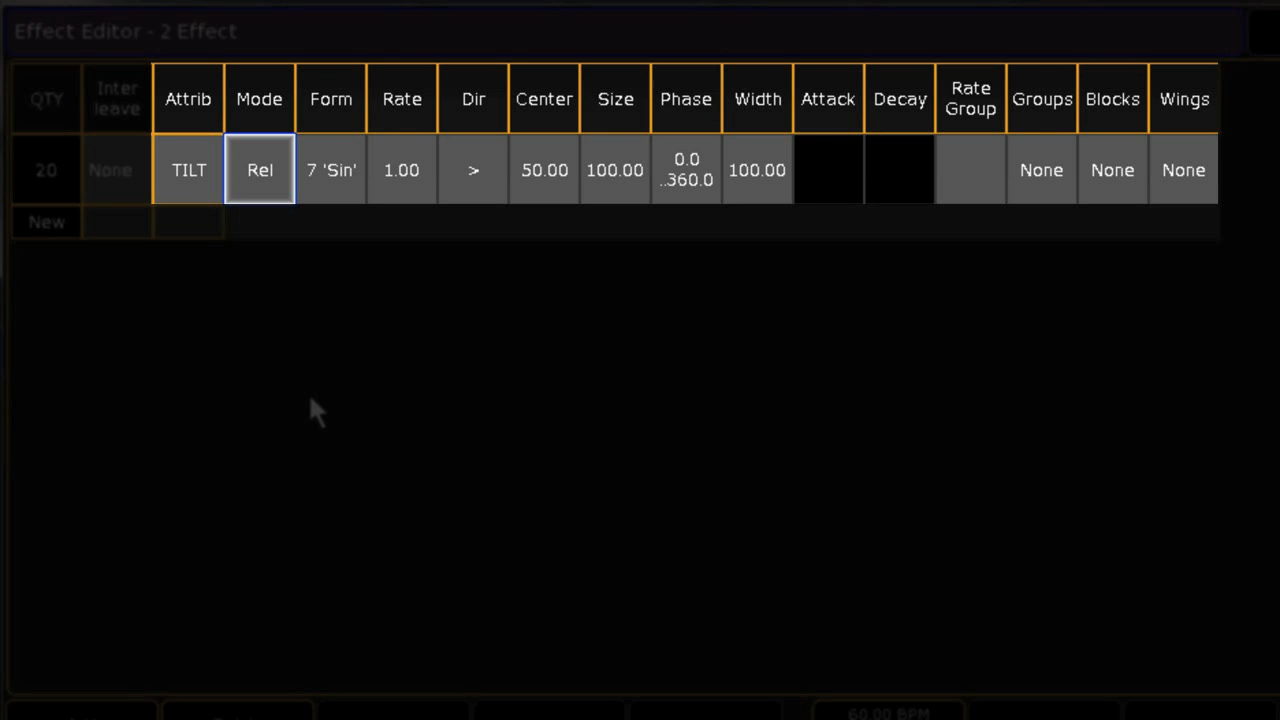 Effect Editor - 2 Effect
QTY Inter leave Attrib Mode Form Rate Dir Center Size Phase Width Attack Decay Rate Group Groups Blocks Wings
20 None TILT Rel 7 'Sin' 1.00 > 50.00 100.00 0.0 ..360.0 100.00 None None None
New
60.00 BPM